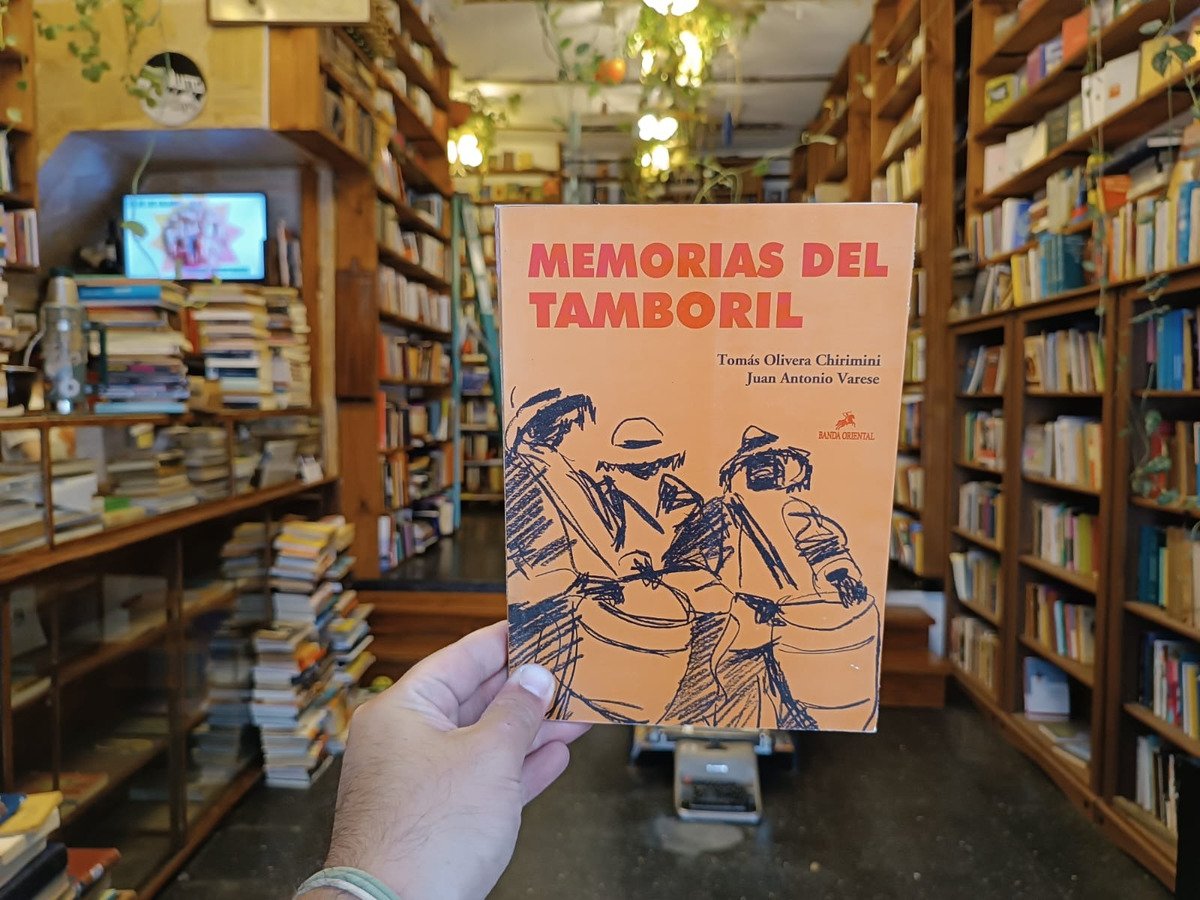 MEMORIAS DEL
TAMBORIL
Tomás Olivera Chirimini
Juan Antonio Varese
BANDA ORIENTAL